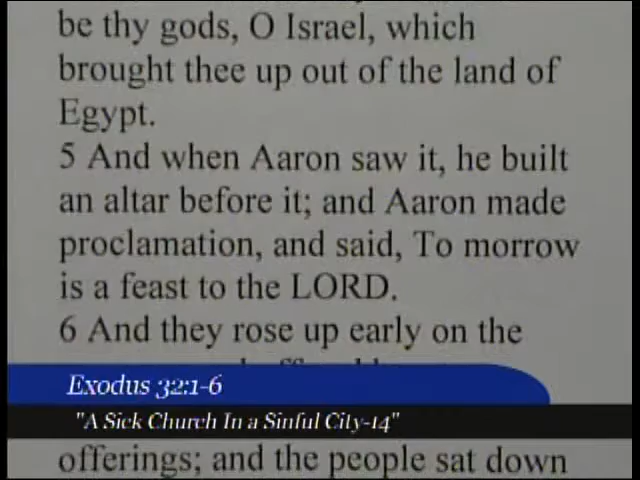 be thy gods, O Israel, which
brought thee up out of the land of
Egypt.
5 And when Aaron saw it, he built
an altar before it; and Aaron made
proclamation, and said, To morrow
is a feast to the LORD.
6 And they rose up early on the
Exodus 32:1-6
"A Sick Church In a Sinful City-14"
offerings; and the people sat down